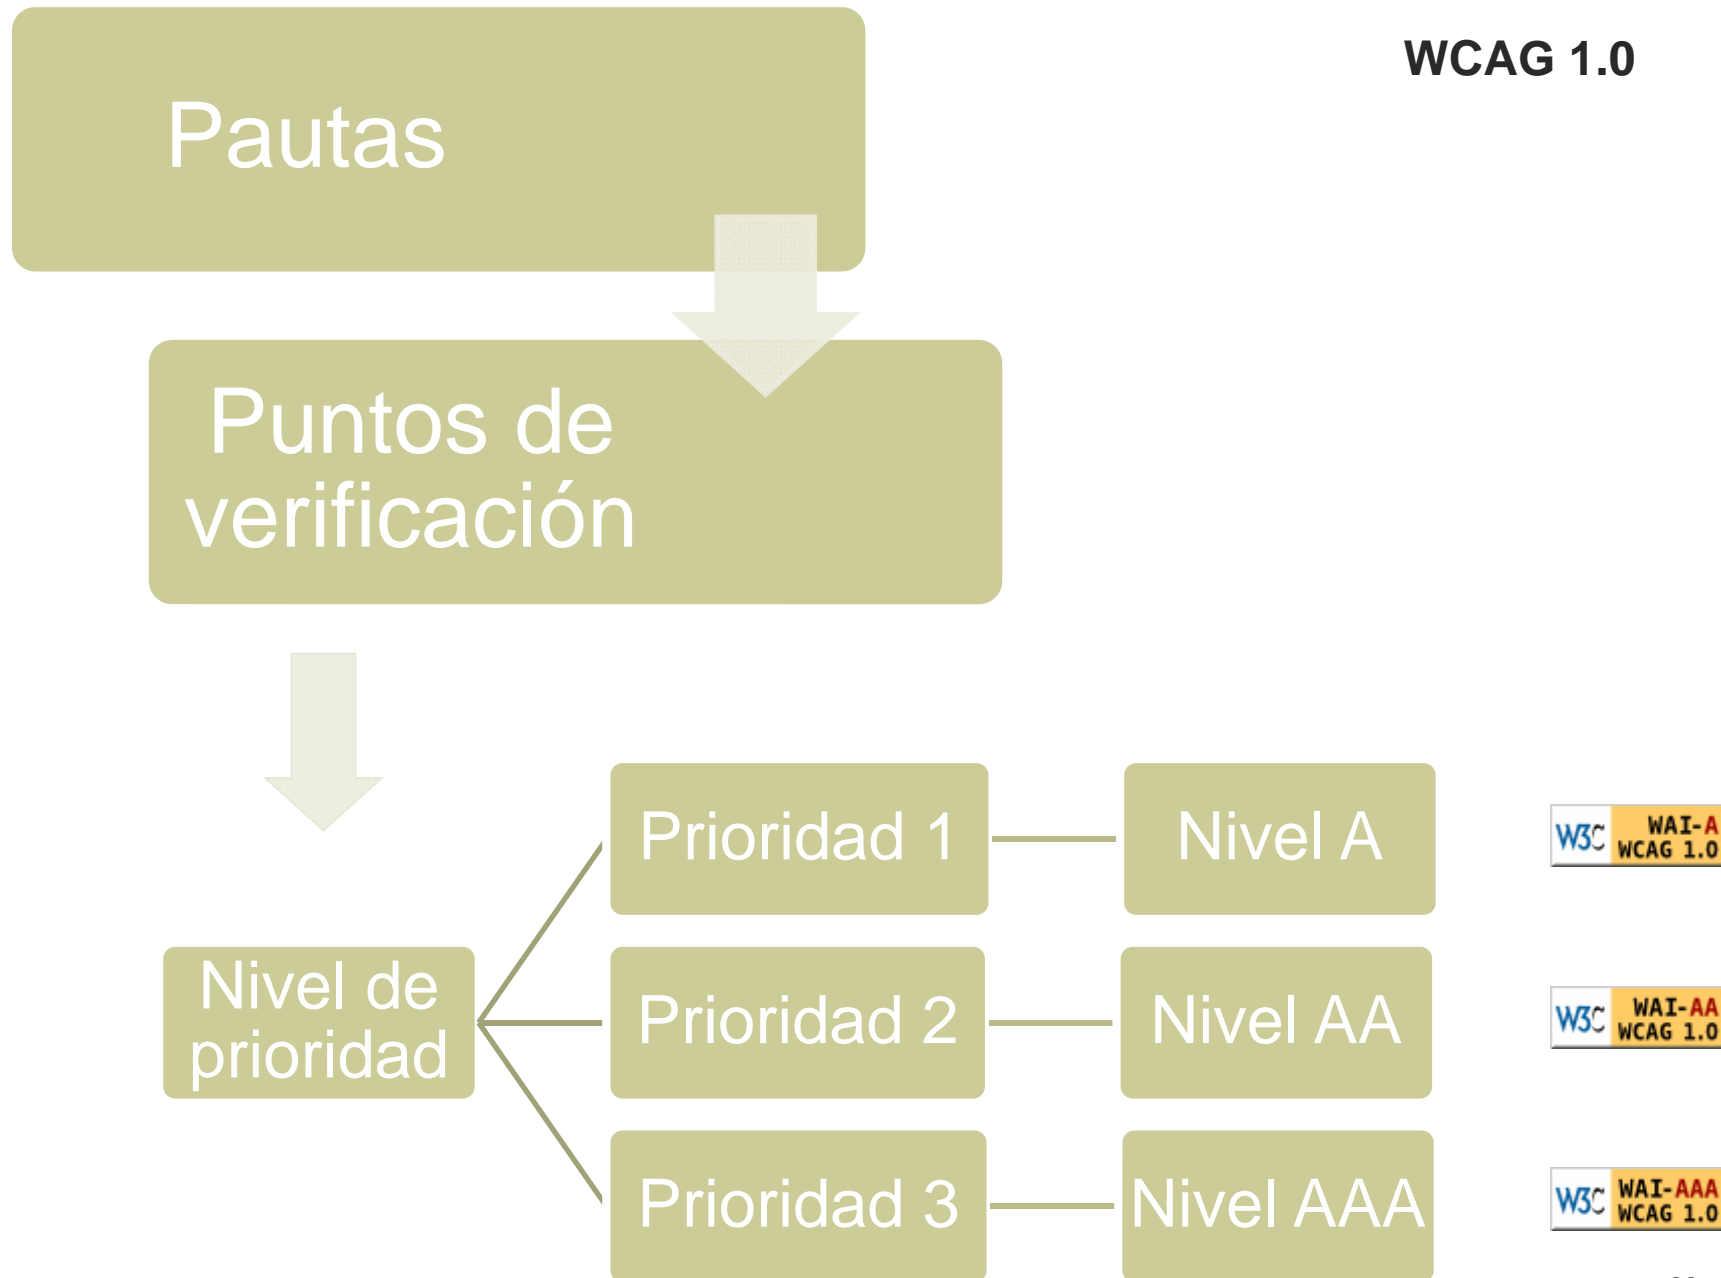 WCAG 1.0
Pautas
Puntos de
verificación
Nivel de
prioridad
Prioridad 1
Nivel A
W3C WAI-A
WCAG 1.0
Prioridad 2
Nivel AA
W3C WAI-AA
WCAG 1.0
Prioridad 3
Nivel AAA
W3C WAI-AAA
WCAG 1.0